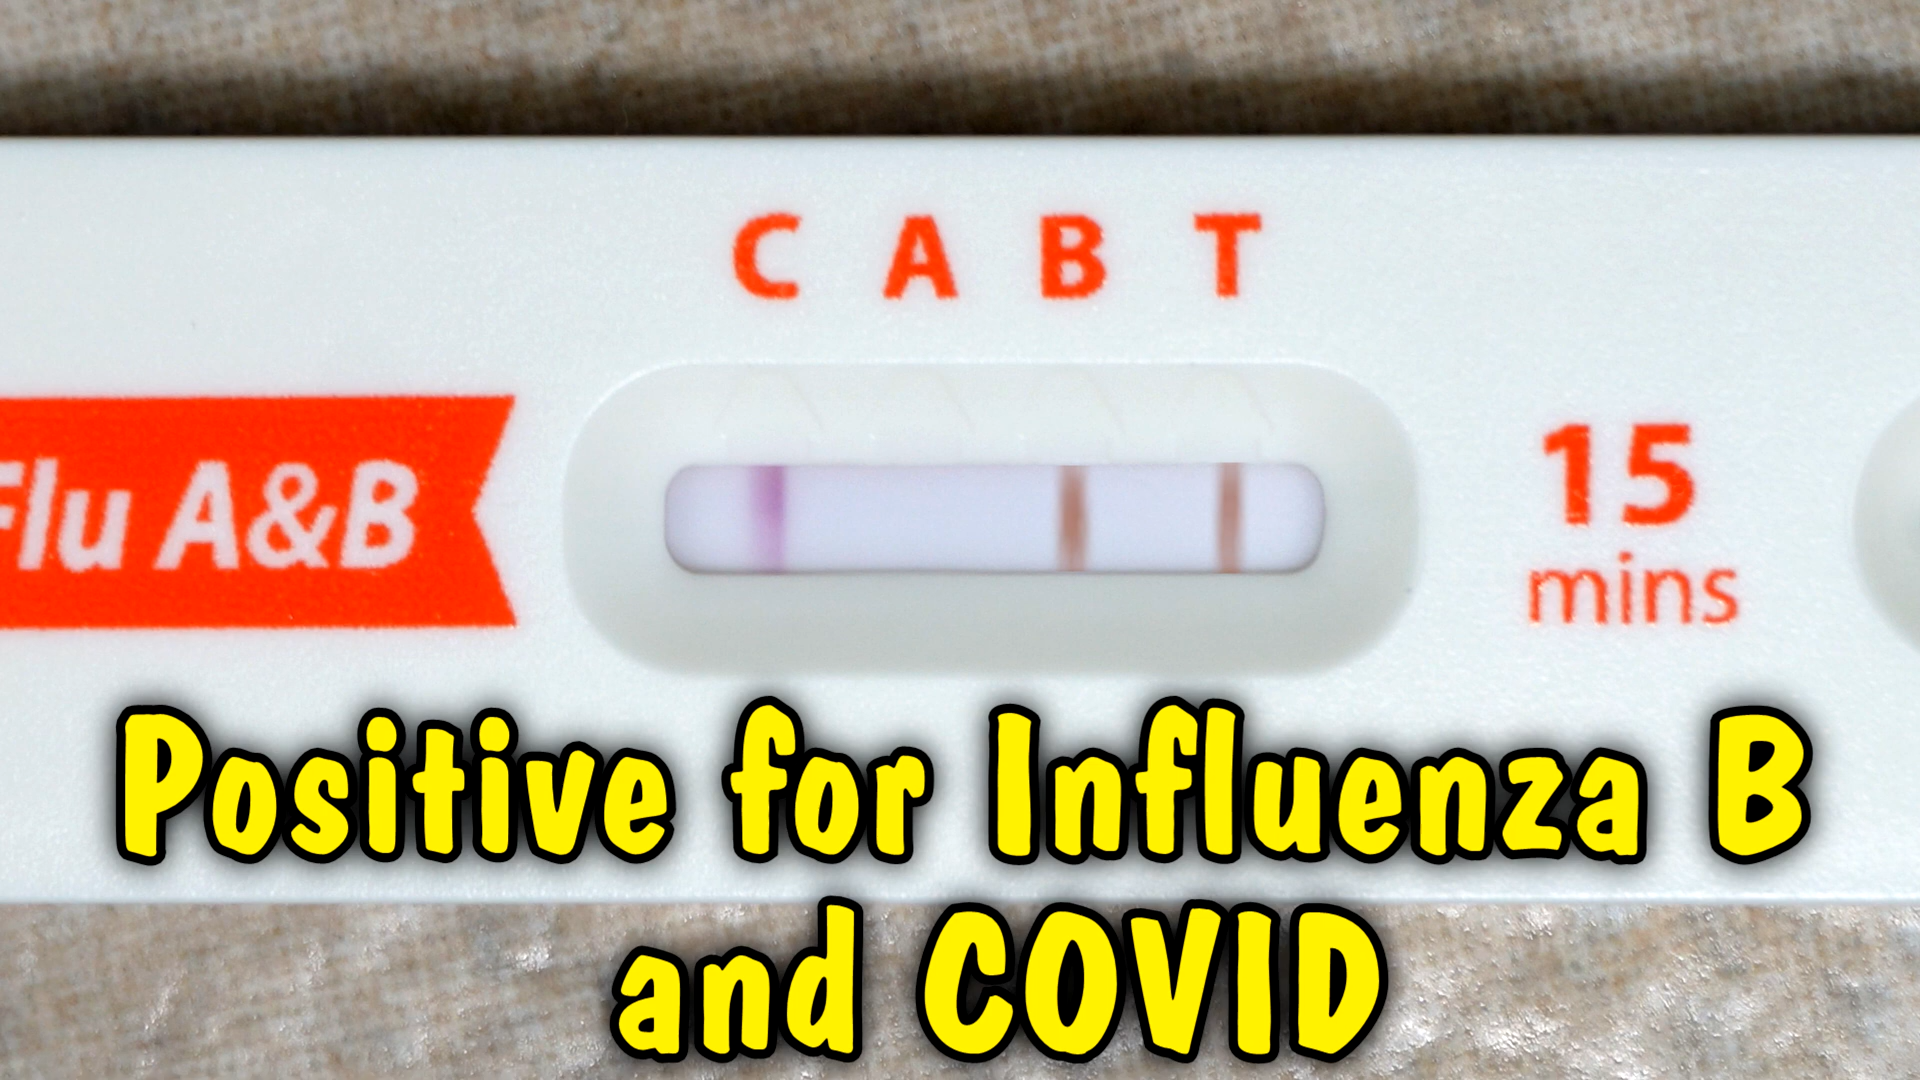 C A B T
Flu A&B
15
mins
Positive for Influenza B
and COVID